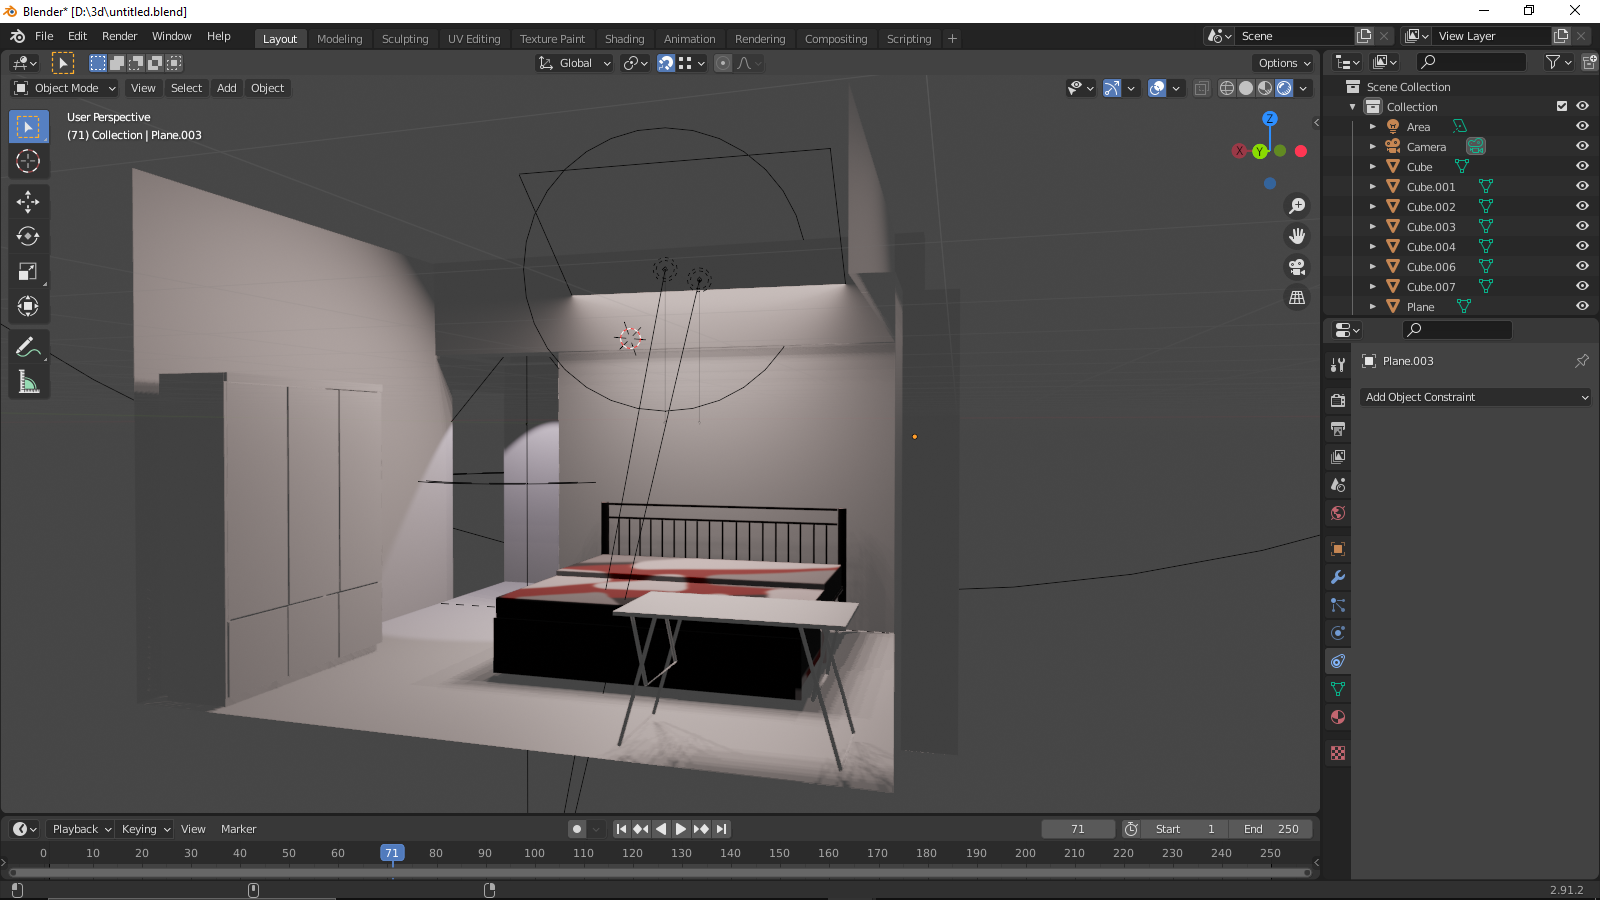 Blender* [D:\3d\untitled.blend]
File Edit Render Window Help Layout Modeling Sculpting UV Editing Texture Paint Shading Animation Rendering Compositing Scripting + Scene View Layer
Global Options
Object Mode View Select Add Object
User Perspective
(71) Collection | Plane.003
Z
X Y
Scene Collection
Collection
Area
Camera
Cube
Cube.001
Cube.002
Cube.003
Cube.004
Cube.006
Cube.007
Plane
Plane.003
Add Object Constraint
Playback Keying View Marker 71 Start 1 End 250
0 10 20 30 40 50 60 71 80 90 100 110 120 130 140 150 160 170 180 190 200 210 220 230 240 250
2.91.2